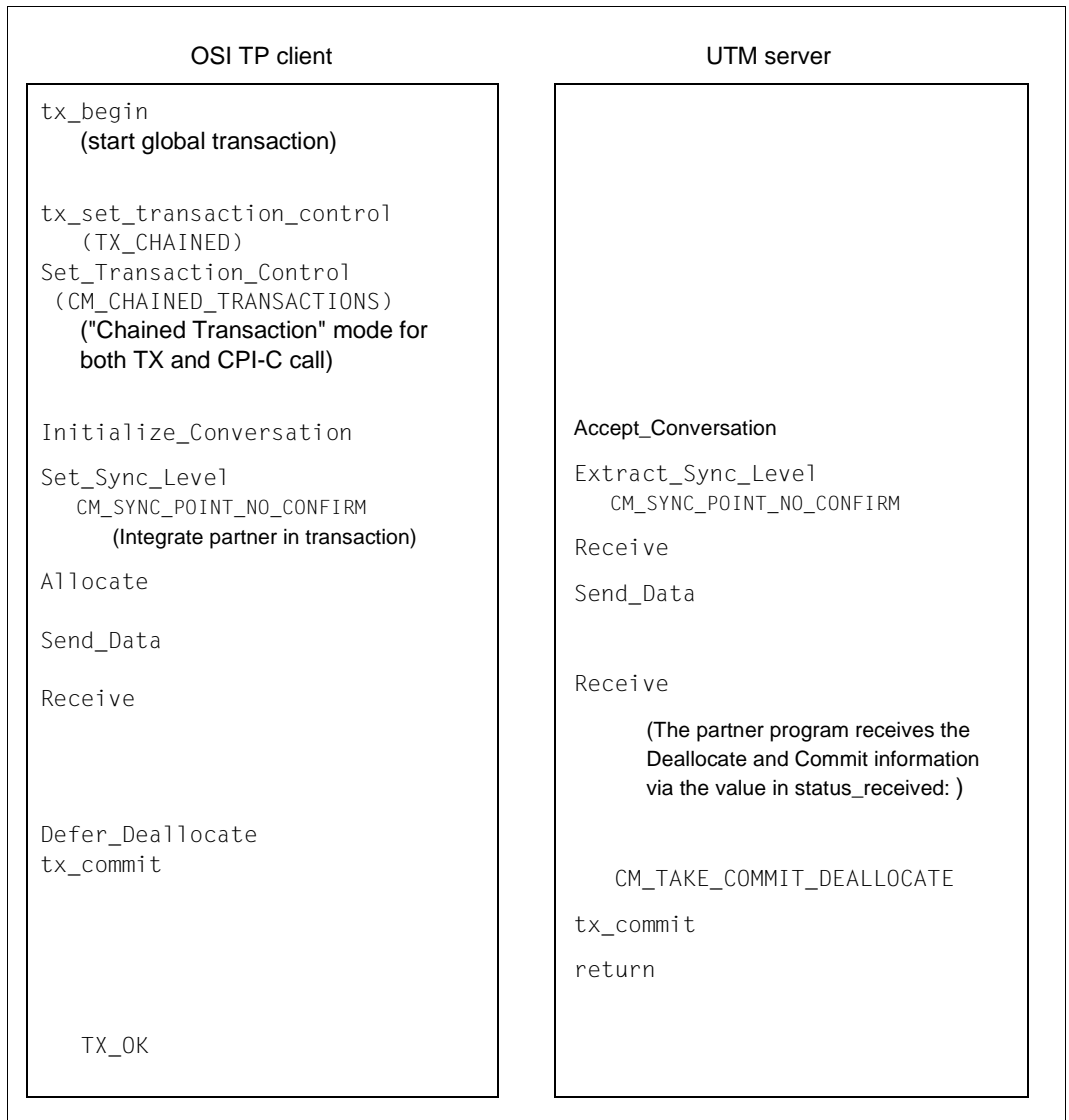 OSI TP client
tx_begin
(start global transaction)
tx_set_transaction_control
(TX_CHAINED)
Set_Transaction_Control
(CM_CHAINED_TRANSACTIONS)
("Chained Transaction" mode for
both TX and CPI-C call)
Initialize_Conversation
Set_Sync_Level
CM_SYNC_POINT_NO_CONFIRM
(Integrate partner in transaction)
Allocate
Send_Data
Receive
Defer_Deallocate
tx_commit
TX_OK
UTM server
Accept_Conversation
Extract_Sync_Level
CM_SYNC_POINT_NO_CONFIRM
Receive
Send_Data
Receive
(The partner program receives the
Deallocate and Commit information
via the value in status_received: )
CM_TAKE_COMMIT_DEALLOCATE
tx_commit
return